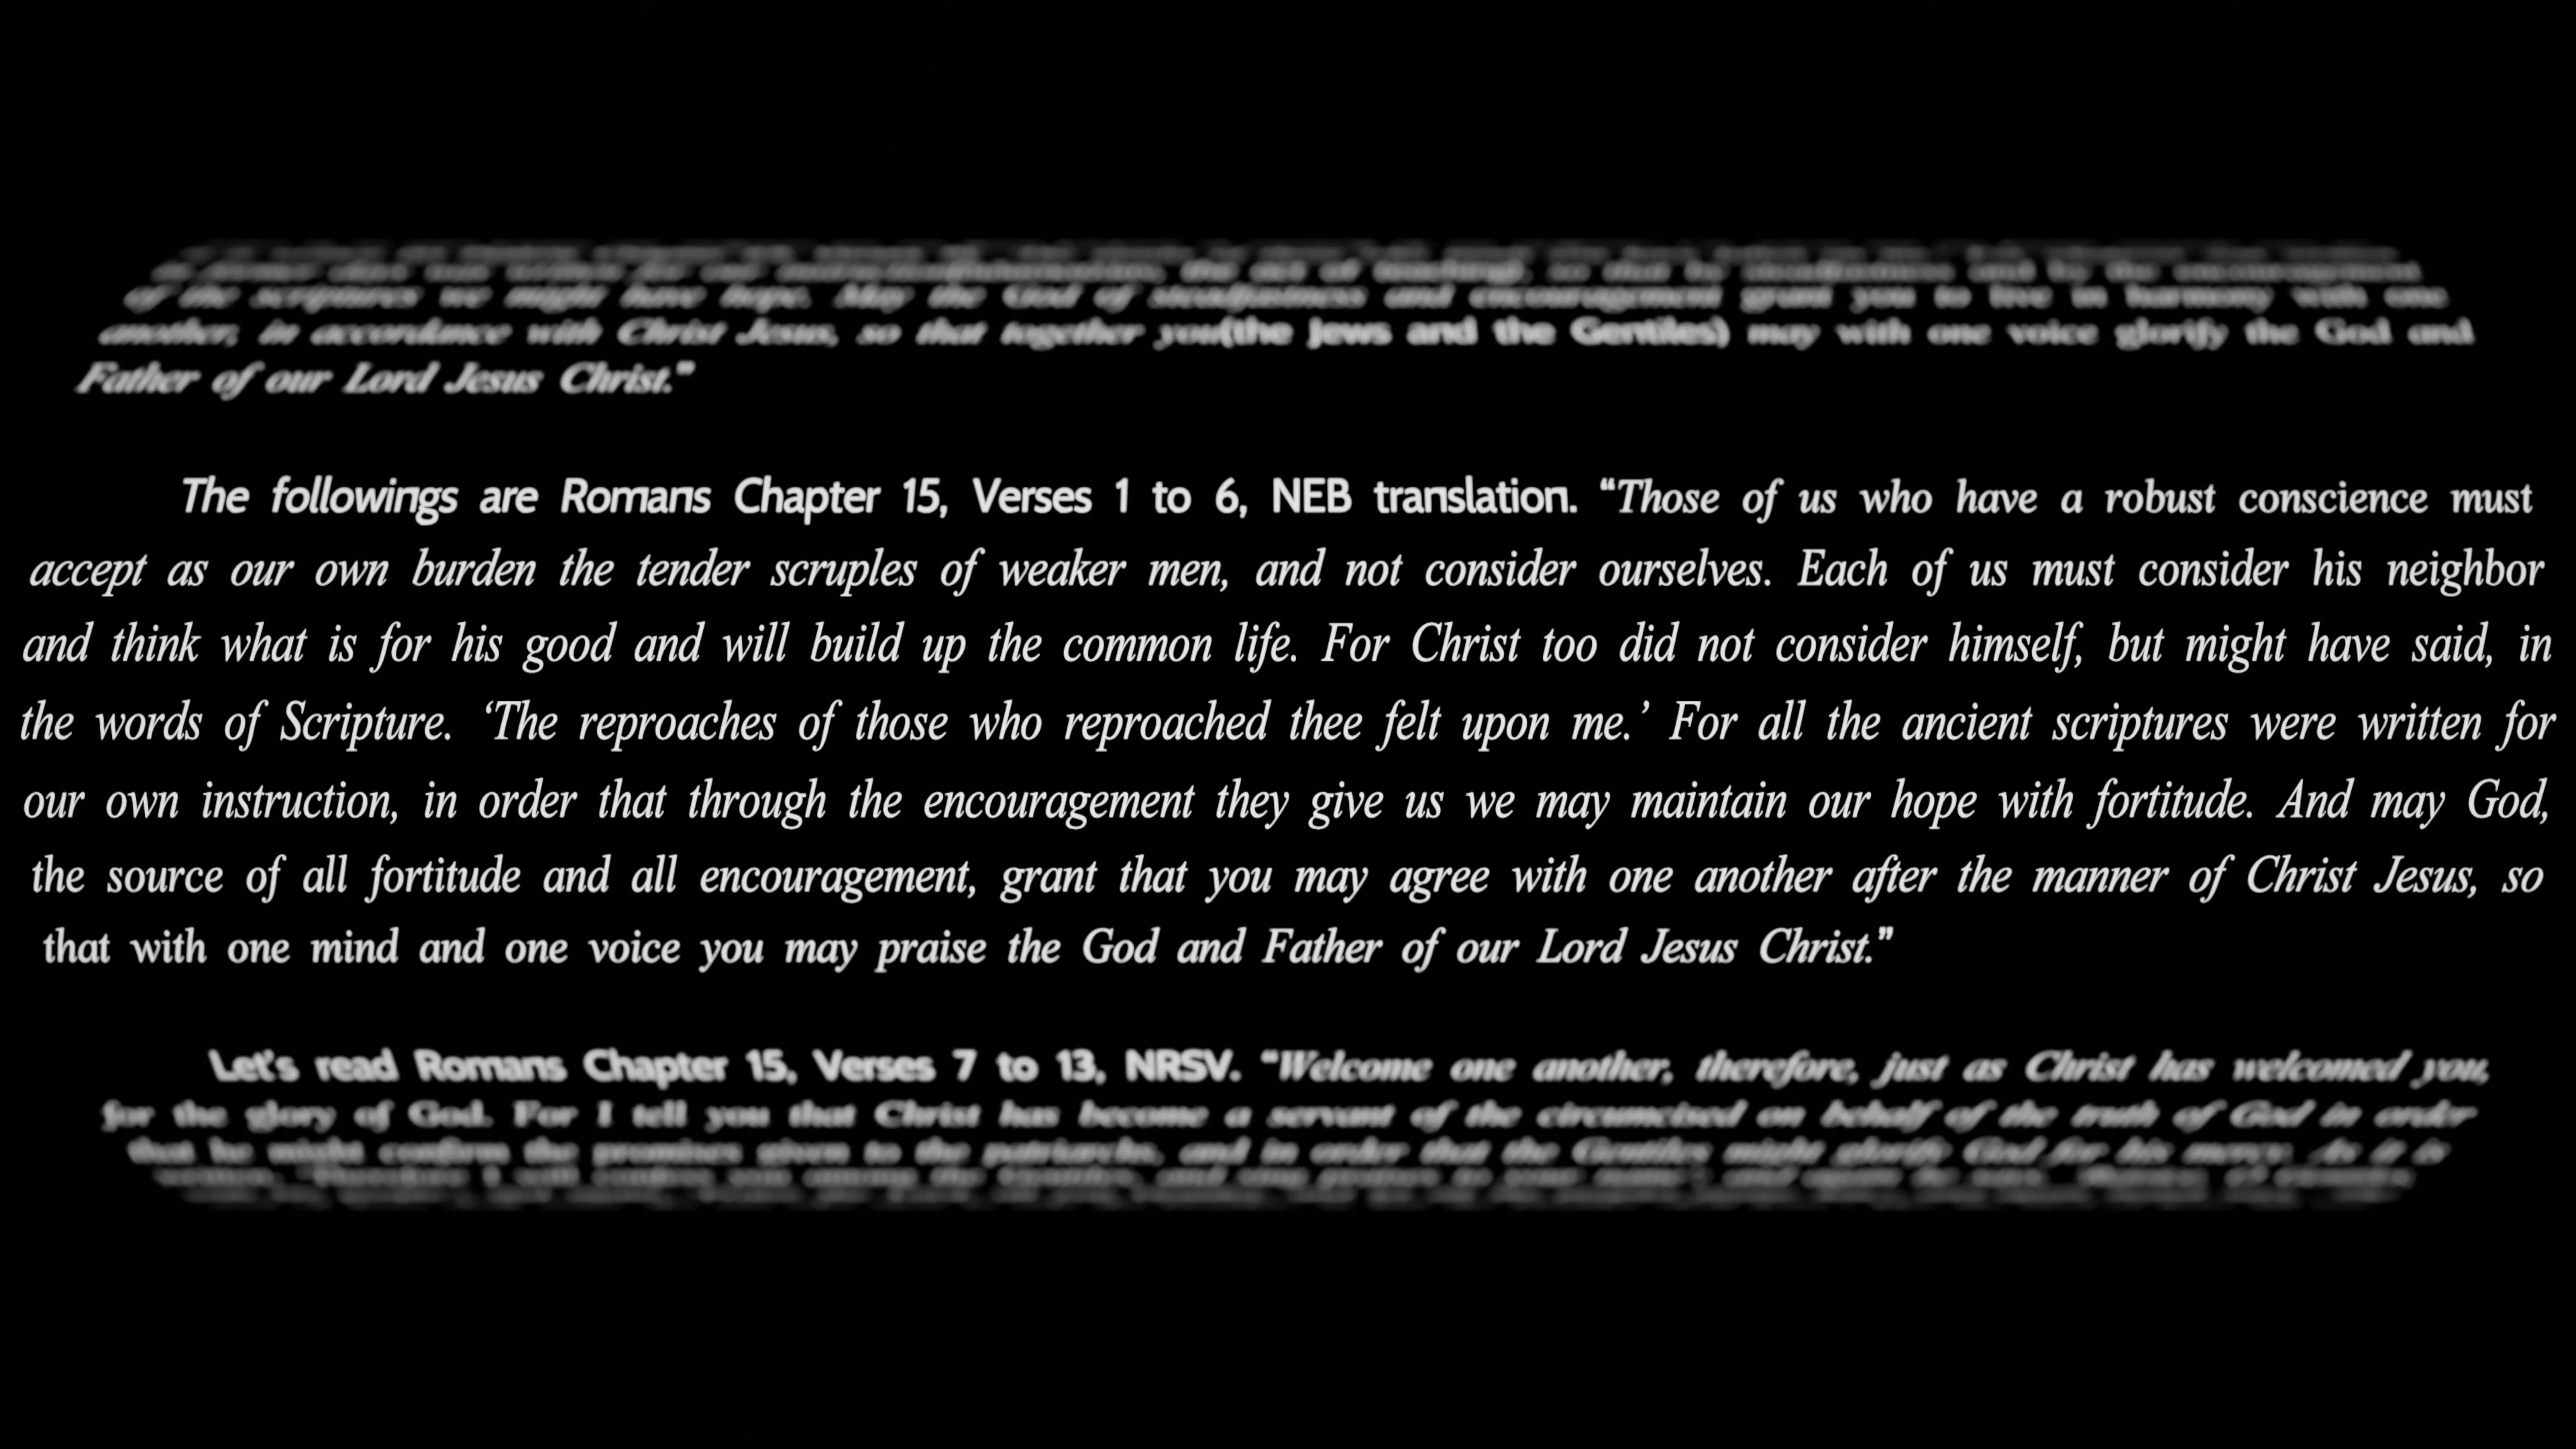 of the scriptures we might have hope. May the God of steadfastness and encouragement grant you to live in harmony with one
another, in accordance with Christ Jesus, so that together you(the Jews and the Gentiles) may with one voice glorify the God and
Father of our Lord Jesus Christ.”
The followings are Romans Chapter 15, Verses 1 to 6, NEB translation. “Those of us who have a robust conscience must
accept as our own burden the tender scruples of weaker men, and not consider ourselves. Each of us must consider his neighbor
and think what is for his good and will build up the common life. For Christ too did not consider himself, but might have said, in
the words of Scripture. ‘The reproaches of those who reproached thee felt upon me.’ For all the ancient scriptures were written for
our own instruction, in order that through the encouragement they give us we may maintain our hope with fortitude. And may God,
the source of all fortitude and all encouragement, grant that you may agree with one another after the manner of Christ Jesus, so
that with one mind and one voice you may praise the God and Father of our Lord Jesus Christ.”
Let’s read Romans Chapter 15, Verses 7 to 13, NRSV. “Welcome one another, therefore, just as Christ has welcomed you,
for the glory of God. For I tell you that Christ has become a servant of the circumcised on behalf of the truth of God in order
that he might confirm the promises given to the patriarchs, and in order that the Gentiles might glorify God for his mercy. As it is